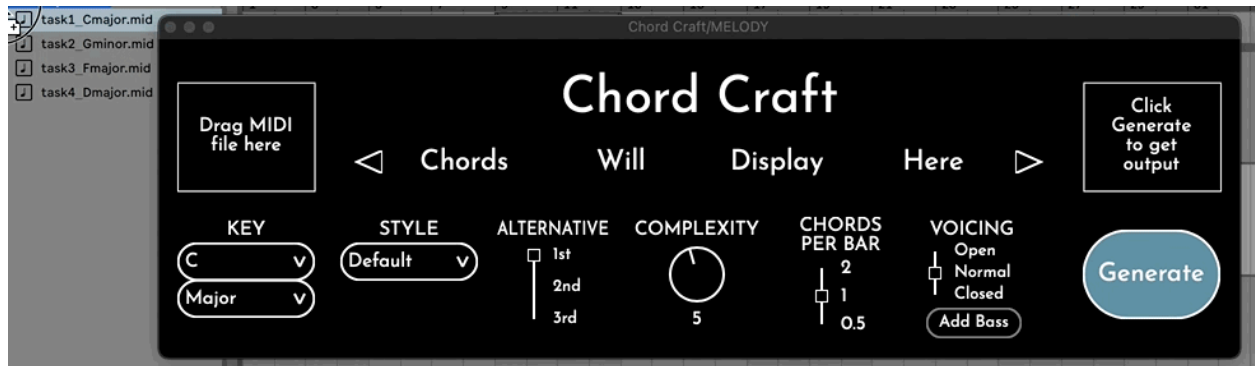 task1_Cmajor.mid
task2_Gminor.mid
task3_Fmajor.mid
task4_Dmajor.mid
Chord Craft/MELODY
Chord Craft
Drag MIDI
file here
Chords Will Display Here
Click
Generate
to get
output
KEY
C
Major
STYLE
Default
ALTERNATIVE
1st
2nd
3rd
COMPLEXITY
5
CHORDS
PER BAR
2
1
0.5
VOICING
Open
Normal
Closed
Add Bass
Generate